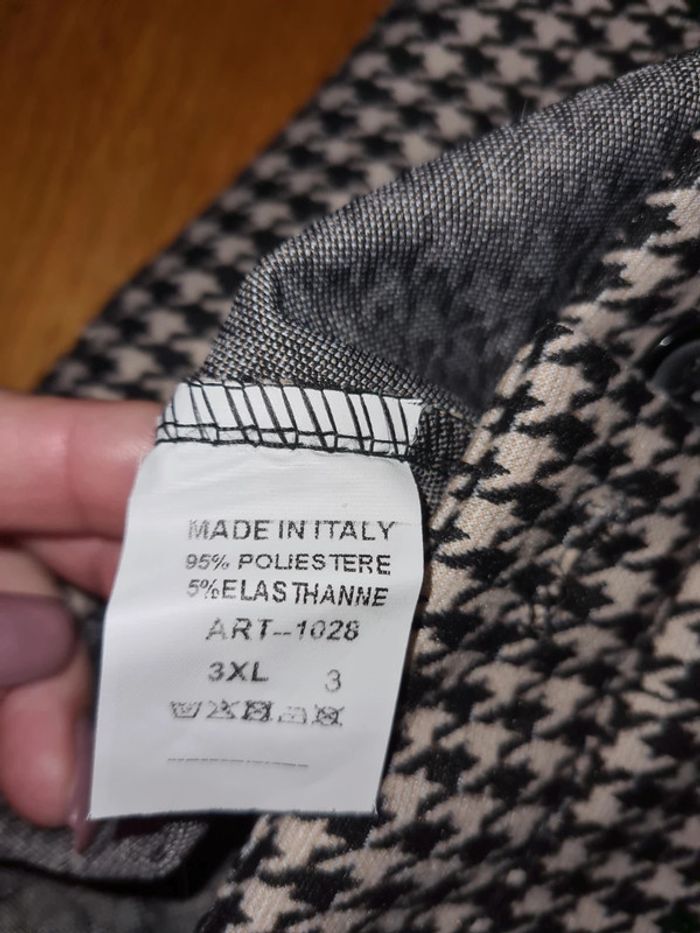 MADE IN ITALY
95% POLIESTERE
5%ELASTHANNE
ART--1028
3XL 3